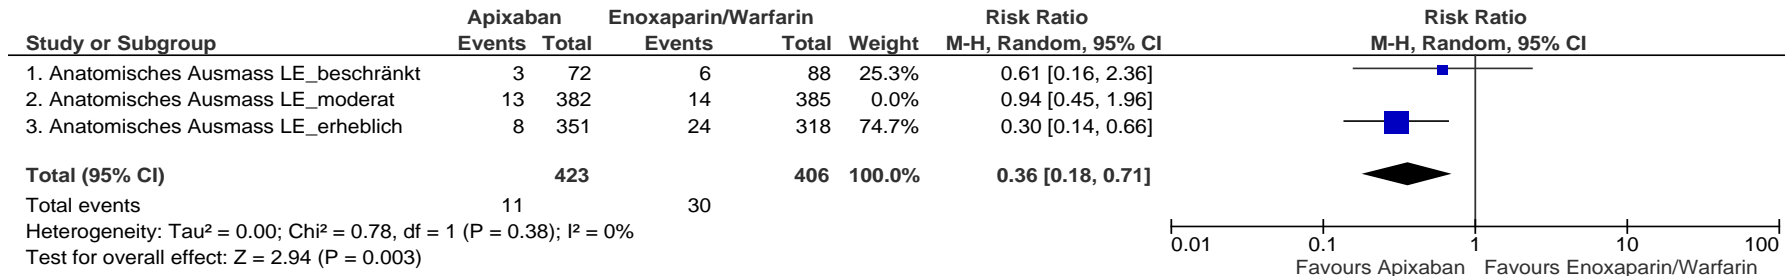 Apixaban Enoxaparin/Warfarin Risk Ratio Risk Ratio
Study or Subgroup Events Total Events Total Weight M-H, Random, 95% CI M-H, Random, 95% CI
1. Anatomisches Ausmass LE_beschränkt 3 72 6 88 25.3% 0.61 [0.16, 2.36]
2. Anatomisches Ausmass LE_moderat 13 382 14 385 0.0% 0.94 [0.45, 1.96]
3. Anatomisches Ausmass LE_erheblich 8 351 24 318 74.7% 0.30 [0.14, 0.66]
Total (95% CI) 423 406 100.0% 0.36 [0.18, 0.71]
Total events 11 30
Heterogeneity: Tau² = 0.00; Chi² = 0.78, df = 1 (P = 0.38); I² = 0%
Test for overall effect: Z = 2.94 (P = 0.003)
0.01 0.1 1 10 100
Favours Apixaban Favours Enoxaparin/Warfarin